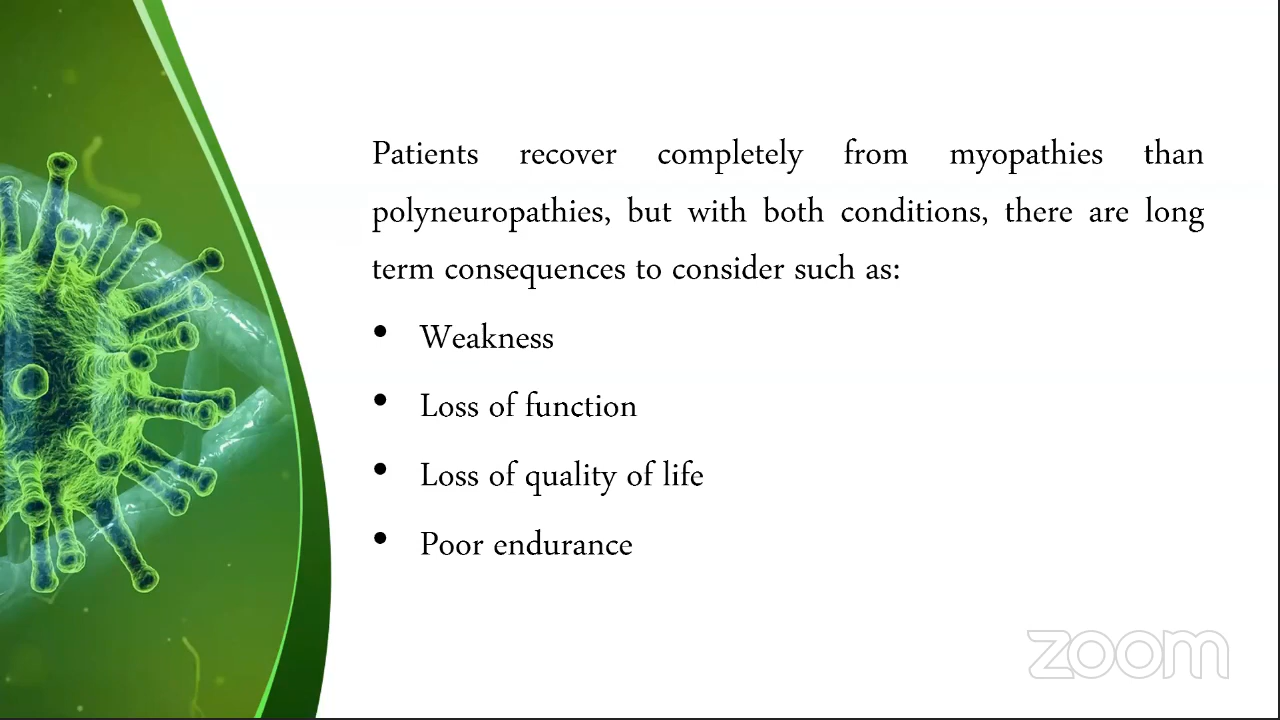 Patients recover completely from myopathies than
polyneuropathies, but with both conditions, there are long
term consequences to consider such as:
• Weakness
• Loss of function
• Loss of quality of life
• Poor endurance
zoom